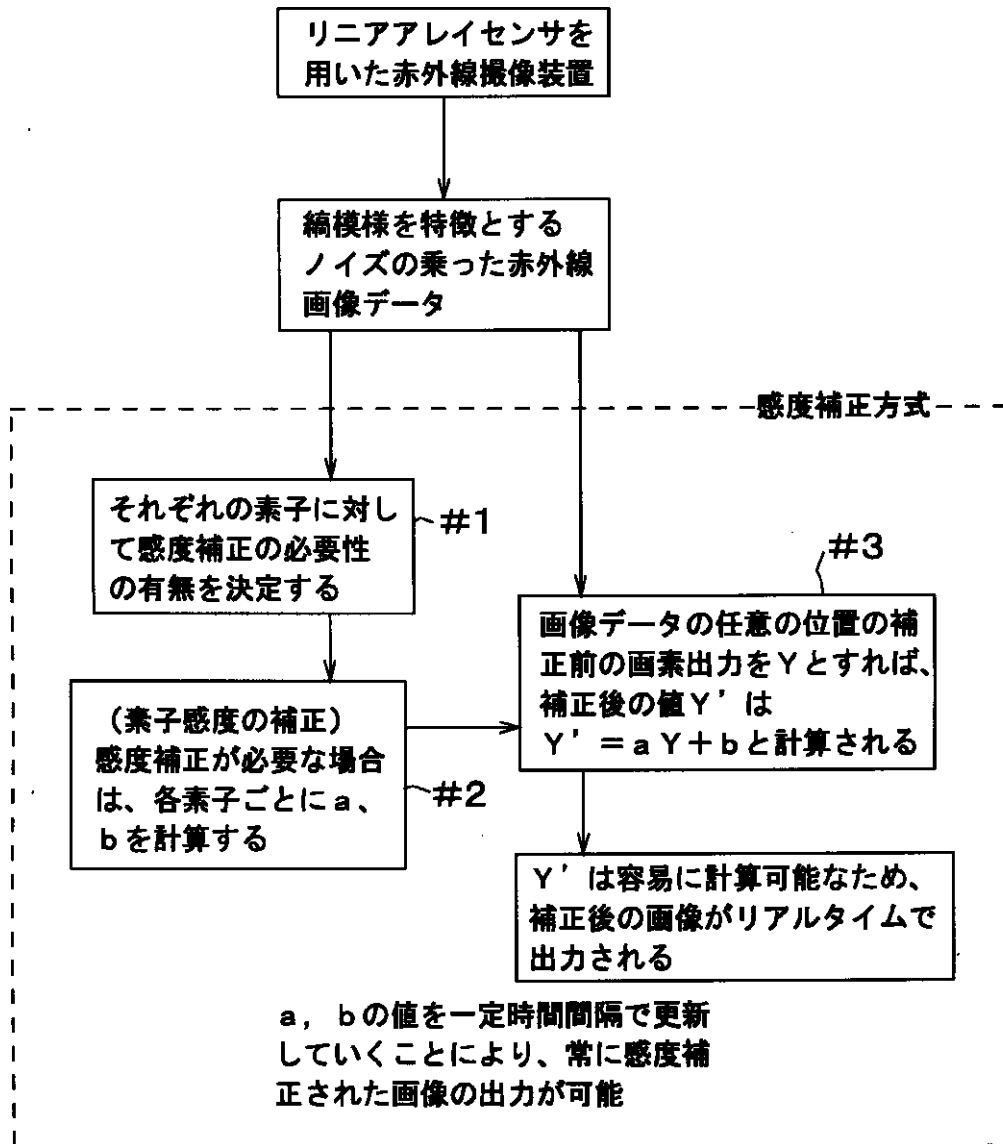 リニアアレイセンサを
用いた赤外線撮像装置
縞模様を特徴とする
ノイズの乗った赤外線
画像データ
感度補正方式
それぞれの素子に対し
て感度補正の必要性
の有無を決定する
#1
#3
画像データの任意の位置の補
正前の画素出力をYとすれば、
補正後の値Y'は
Y'=aY+bと計算される
(素子感度の補正)
感度補正が必要な場合
は、各素子ごとにa、
bを計算する
#2
Y'は容易に計算可能なため、
補正後の画像がリアルタイムで
出力される
a,bの値を一定時間間隔で更新
していくことにより、常に感度補
正された画像の出力が可能